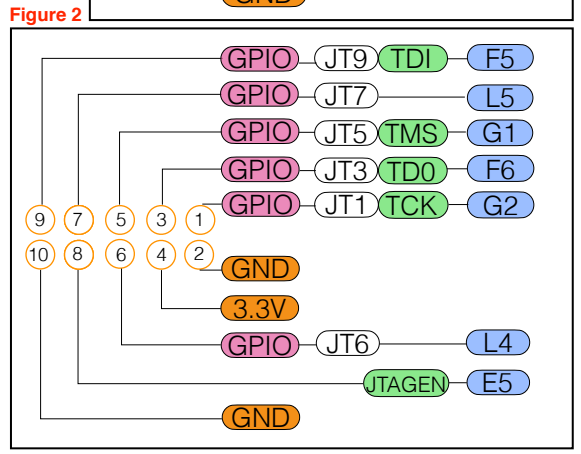 GND
Figure 2
GPIO JT9 TDI F5
GPIO JT7 L5
GPIO JT5 TMS G1
GPIO JT3 TD0 F6
GPIO JT1 TCK G2
9 7 5 3 1
10 8 6 4 2
GND
3.3V
GPIO JT6 L4
JTAGEN E5
GND